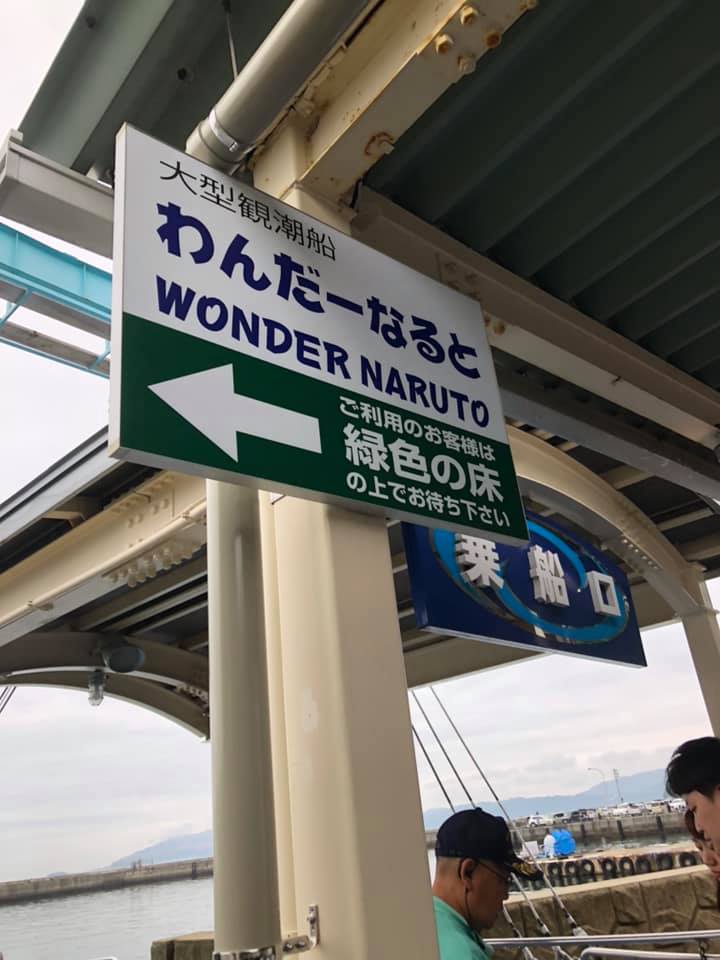 大型観潮船
わんだーなると
WONDER NARUTO
ご利用のお客様は
緑色の床
の上でお待ち下さい
乗船口